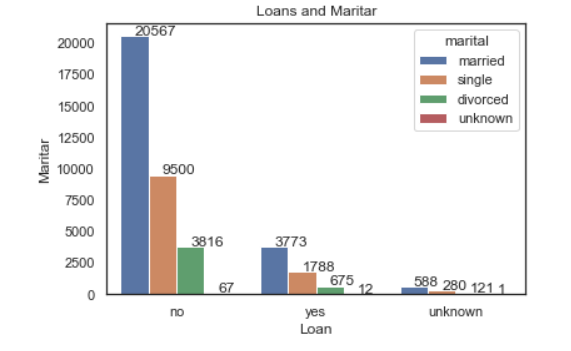 Loans and Maritar
marital
married
single
divorced
unknown
Maritar
20000
17500
15000
12500
10000
7500
5000
2500
0
20567
9500
3816
67
3773
1788
675
12
588
280
121
1
no
yes
unknown
Loan